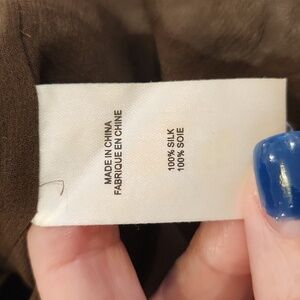 MADE IN CHINA
FABRIQUE EN CHINE
100% SILK
100% SOIE